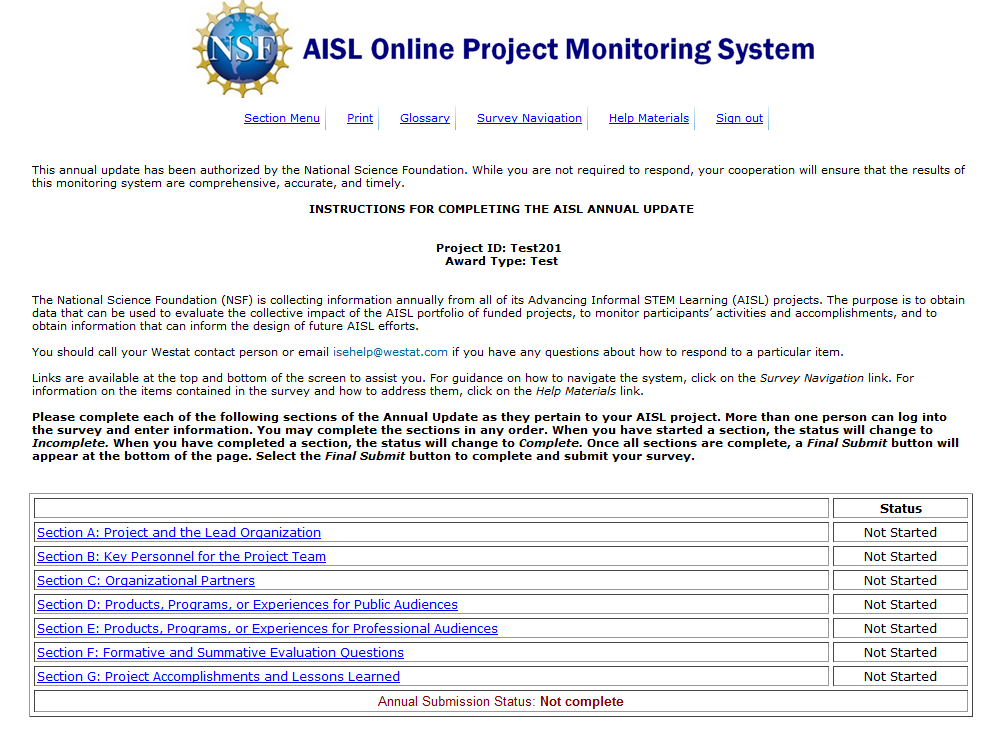 NSF AISL Online Project Monitoring System
Section Menu Print Glossary Survey Navigation Help Materials Sign out
This annual update has been authorized by the National Science Foundation. While you are not required to respond, your cooperation will ensure that the results of
this monitoring system are comprehensive, accurate, and timely.
INSTRUCTIONS FOR COMPLETING THE AISL ANNUAL UPDATE
Project ID: Test201
Award Type: Test
The National Science Foundation (NSF) is collecting information annually from all of its Advancing Informal STEM Learning (AISL) projects. The purpose is to obtain
data that can be used to evaluate the collective impact of the AISL portfolio of funded projects, to monitor participants’ activities and accomplishments, and to
obtain information that can inform the design of future AISL efforts.
You should call your Westat contact person or email isehelp@westat.com if you have any questions about how to respond to a particular item.
Links are available at the top and bottom of the screen to assist you. For guidance on how to navigate the system, click on the Survey Navigation link. For
information on the items contained in the survey and how to address them, click on the Help Materials link.
Please complete each of the following sections of the Annual Update as they pertain to your AISL project. More than one person can log into
the survey and enter information. You may complete the sections in any order. When you have started a section, the status will change to
Incomplete. When you have completed a section, the status will change to Complete. Once all sections are complete, a Final Submit button will
appear at the bottom of the page. Select the Final Submit button to complete and submit your survey.
Status
Section A: Project and the Lead Organization Not Started
Section B: Key Personnel for the Project Team Not Started
Section C: Organizational Partners Not Started
Section D: Products, Programs, or Experiences for Public Audiences Not Started
Section E: Products, Programs, or Experiences for Professional Audiences Not Started
Section F: Formative and Summative Evaluation Questions Not Started
Section G: Project Accomplishments and Lessons Learned Not Started
Annual Submission Status: Not complete